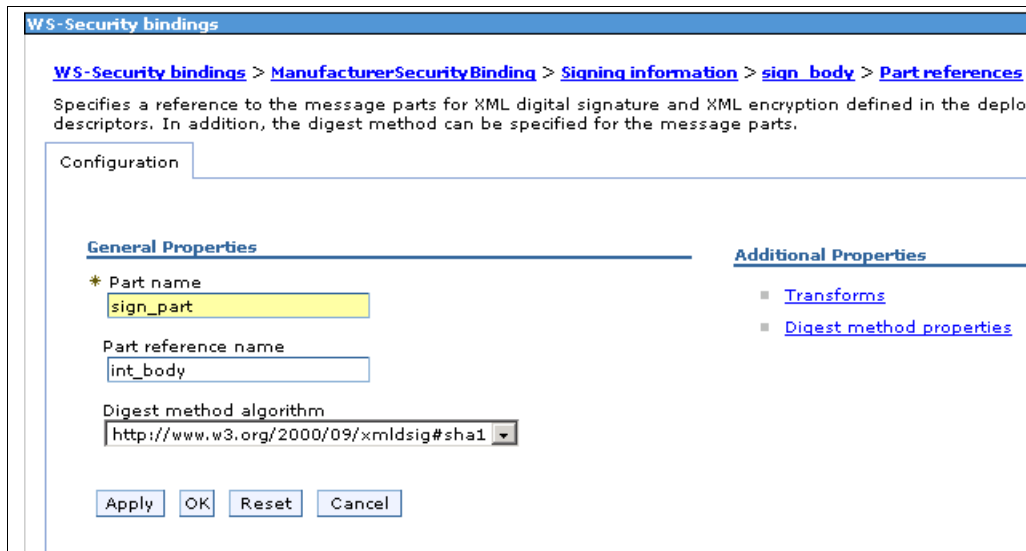 WS-Security bindings
WS-Security bindings > ManufacturerSecurityBinding > Signing information > sign_body > Part references
Specifies a reference to the message parts for XML digital signature and XML encryption defined in the deplo
descriptors. In addition, the digest method can be specified for the message parts.
Configuration
General Properties
* Part name
sign_part
Part reference name
int_body
Digest method algorithm
http://www.w3.org/2000/09/xmldsig#sha1
Apply OK Reset Cancel
Additional Properties
Transforms
Digest method properties